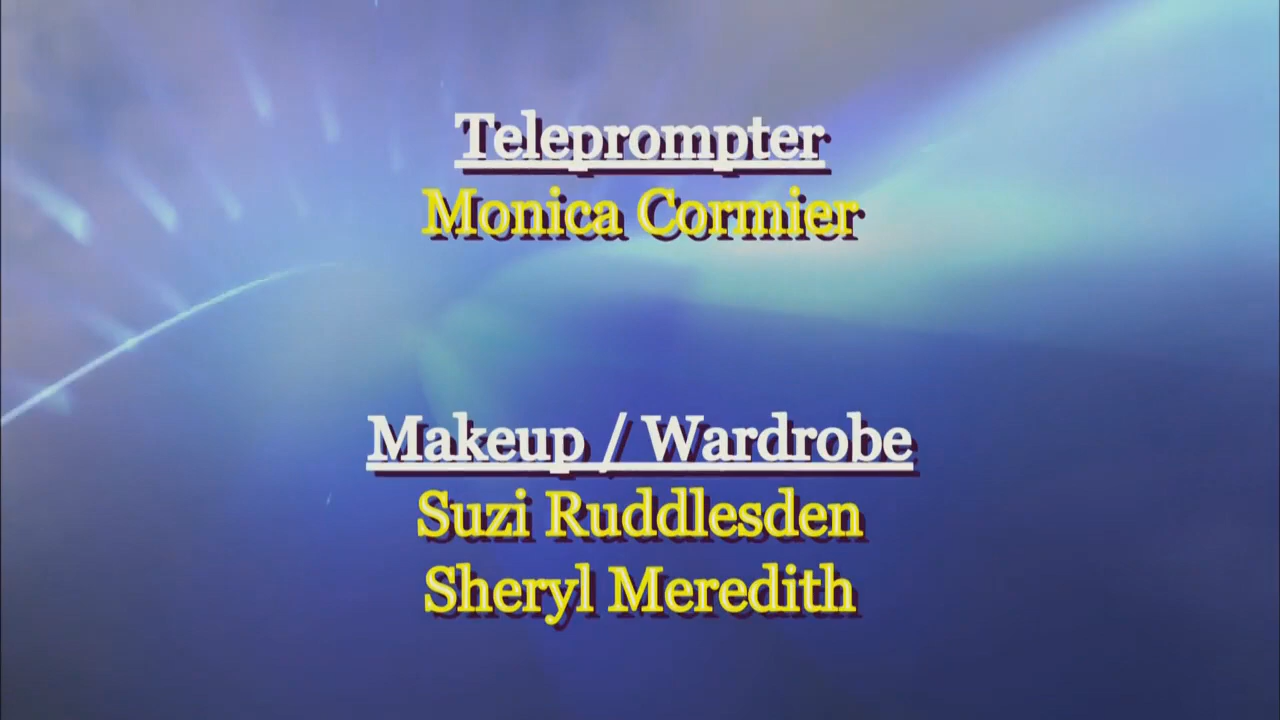 Teleprompter
Monica Cormier
Makeup / Wardrobe
Suzi Ruddlesden
Sheryl Meredith